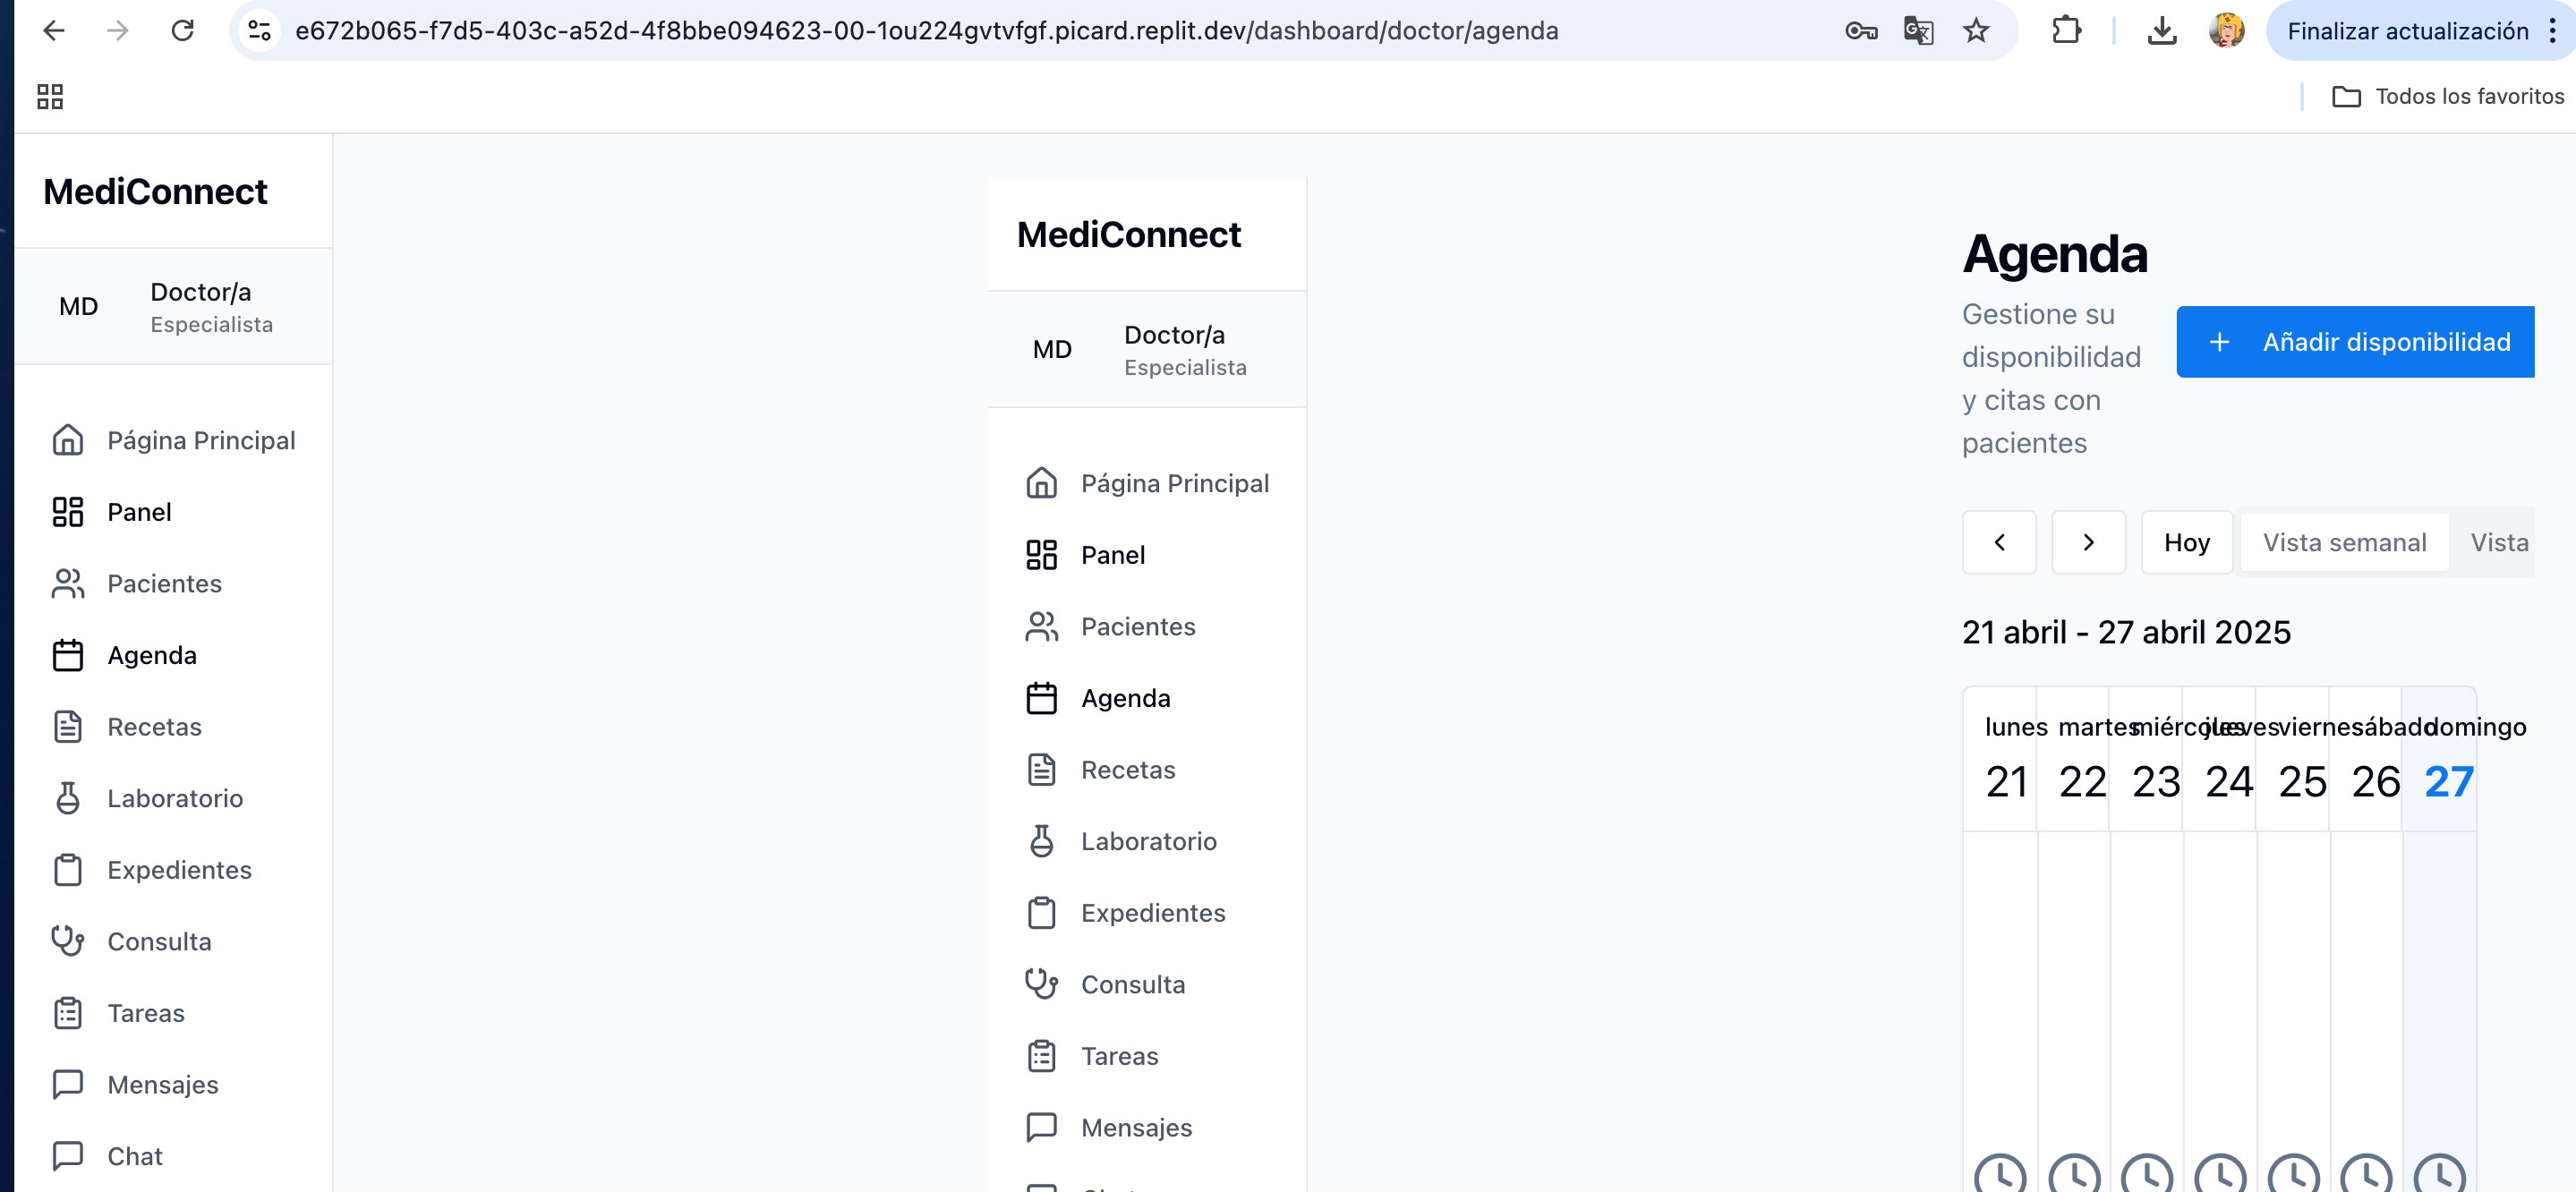 e672b065-f7d5-403c-a52d-4f8bbe094623-00-1ou224gvtvfgf.picard.replit.dev/dashboard/doctor/agenda
Finalizar actualización
Todos los favoritos
MediConnect
MD
Doctor/a
Especialista
Página Principal
Panel
Pacientes
Agenda
Recetas
Laboratorio
Expedientes
Consulta
Tareas
Mensajes
Chat
MediConnect
MD
Doctor/a
Especialista
Página Principal
Panel
Pacientes
Agenda
Recetas
Laboratorio
Expedientes
Consulta
Tareas
Mensajes
Agenda
Gestione su
disponibilidad
y citas con
pacientes
+ Añadir disponibilidad
Hoy
Vista semanal
Vista
21 abril - 27 abril 2025
lunes martes miércoles jueves viernes sábado domingo
21 22 23 24 25 26 27